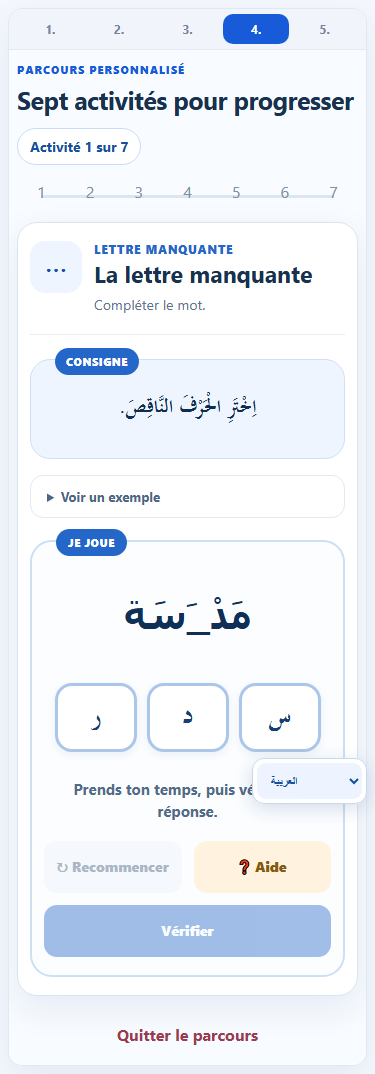 1. 2. 3. 4. 5.
PARCOURS PERSONNALISÉ
Sept activités pour progresser
Activité 1 sur 7
1 2 3 4 5 6 7
...
LETTRE MANQUANTE
La lettre manquante
Compléter le mot.
CONSIGNE
اِخْتَرِ الْحَرْفَ النَّاقِصَ.
▶ Voir un exemple
JE JOUE
مَدْ_َسَة
س د ر
Prends ton temps, puis
réponse.
العربية
↻ Recommencer
❓ Aide
Vérifier
Quitter le parcours